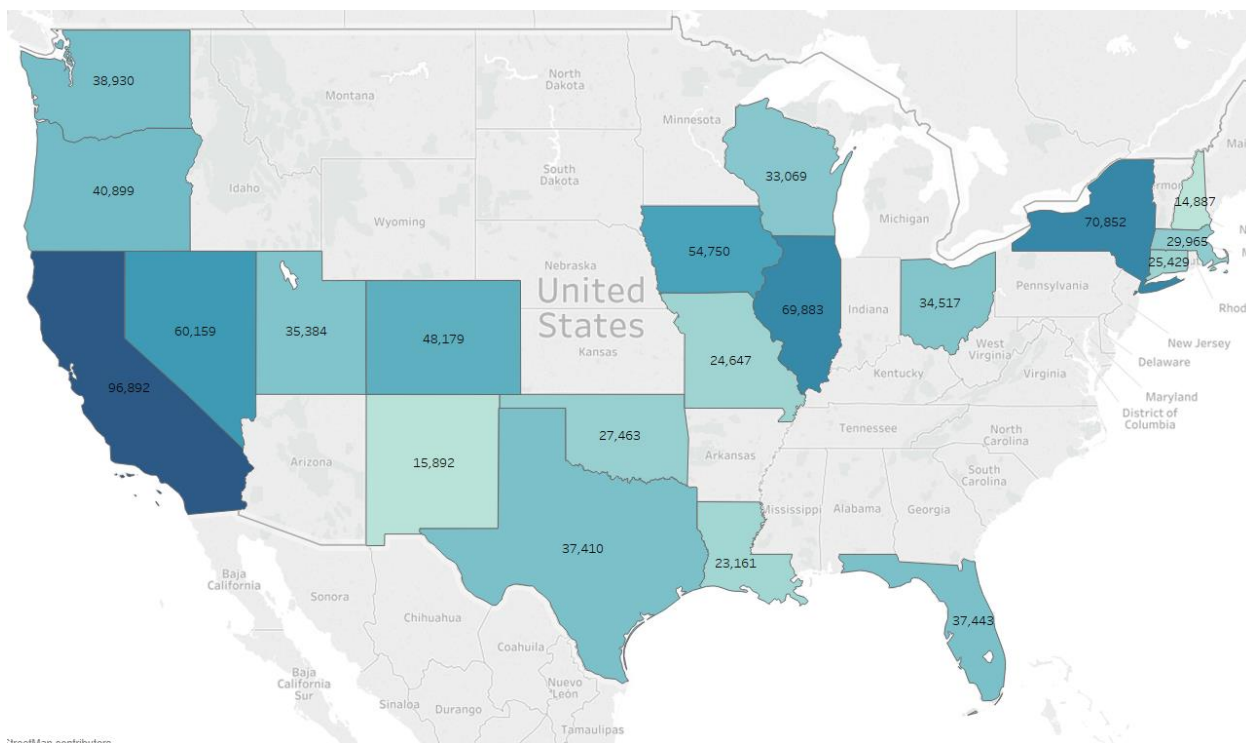 38,930
North
Dakota
Montana
Minnesota
40,899
Idaho
South
Dakota
Wyoming
33,069
Michigan
70,852
14,887
29,965
25,429
54,750
Nebraska
United
States
60,159
35,384
48,179
Kansas
69,883
Indiana
34,517
Pennsylvania
Rhod
New Jersey
Delaware
West
Virginia
Virginia
Maryland
District of
Columbia
24,647
Kentucky
96,892
Arizona
15,892
27,463
Arkansas
Tennessee
North
Carolina
South
Carolina
Mississippi
Alabama
Georgia
37,410
23,161
37,443
Baja
California
Sonora
Chihuahua
Coahuila
Baja
California
Sur
Sinaloa
Durango
Nuevo
León
Tamaulipas